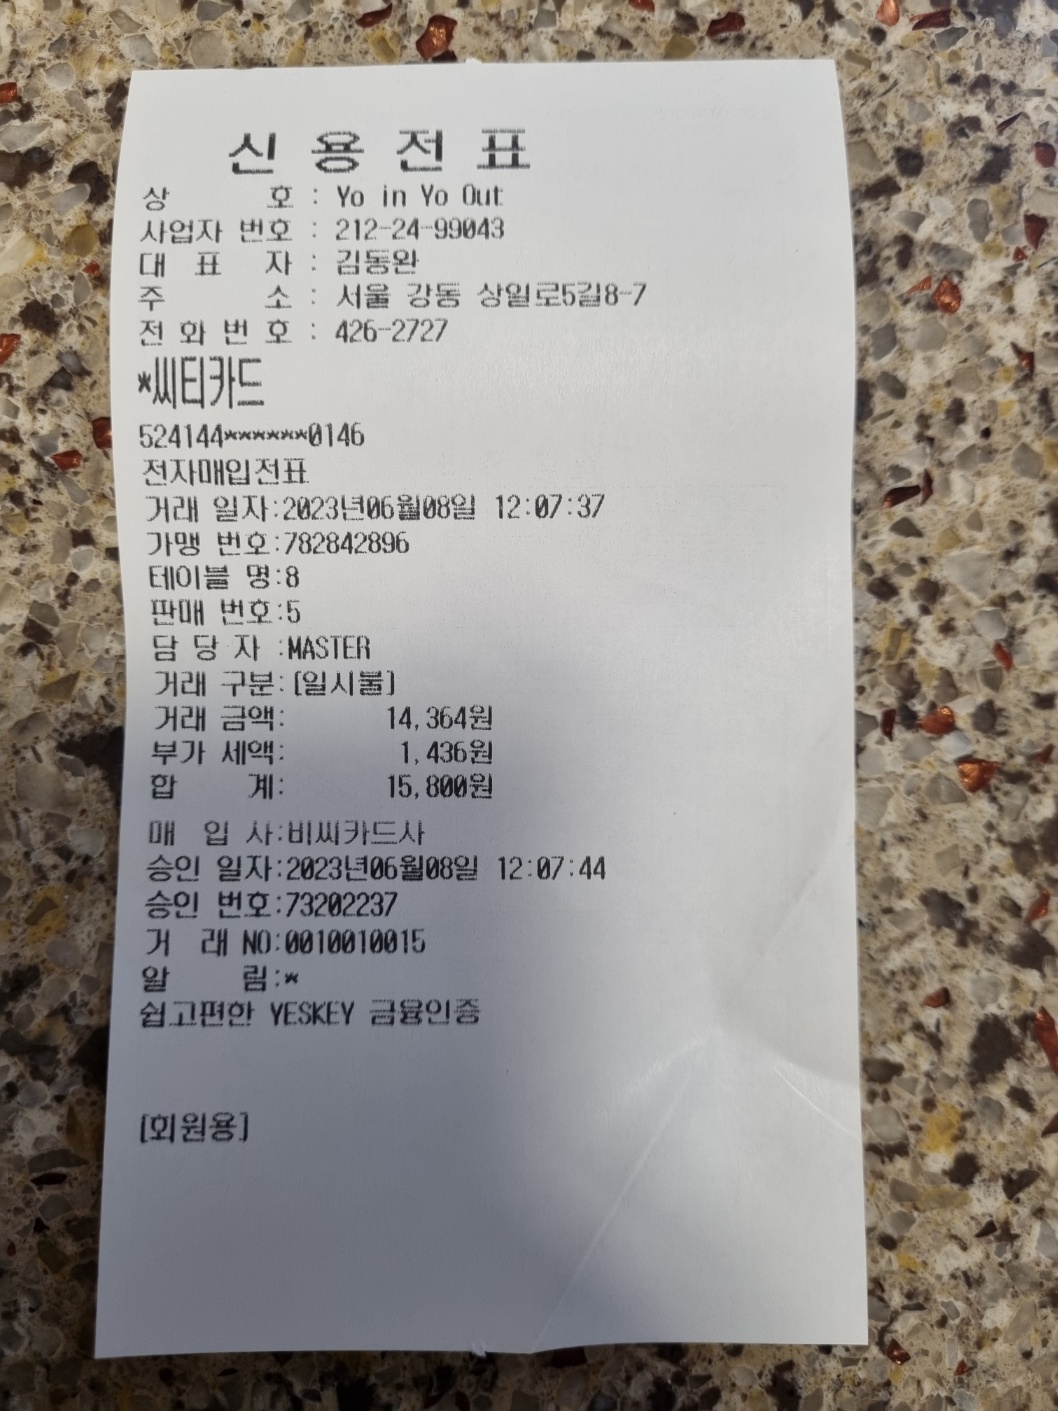 신 용 전 표
상 호 : Yo in Yo Out
사업자 번호 : 212-24-99043
대 표 자 : 김동완
주 소 : 서울 강동 상일로5길8-7
전 화 번 호 : 426-2727
*씨티카드
524144******0146
전자매입전표
거래 일자:2023년06월08일 12:07:37
가맹 번호:782842896
테이블 명:8
판매 번호:5
담 당 자 :MASTER
거래 구분:[일시불]
거래 금액: 14,364원
부가 세액: 1,436원
합 계: 15,800원
매 입 사:비씨카드사
승인 일자:2023년06월08일 12:07:44
승인 번호:73202237
거 래 NO:0010010015
알 림:*
쉽고편한 YESKEY 금융인증
[회원용]